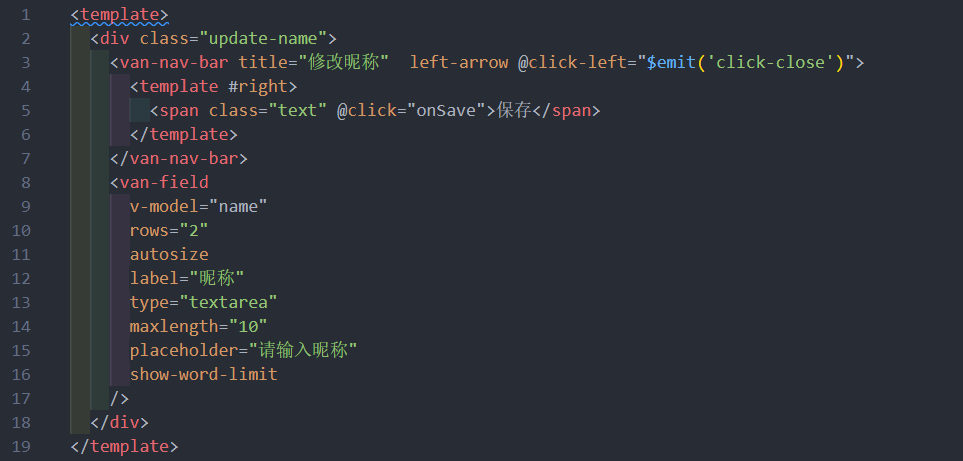 1 <template>
2 <div class="update-name">
3 <van-nav-bar title="修改昵称"  left-arrow @click-left="$emit('click-close')">
4 <template #right>
5 <span class="text" @click="onSave">保存</span>
6 </template>
7 </van-nav-bar>
8 <van-field
9 v-model="name"
10 rows="2"
11 autosize
12 label="昵称"
13 type="textarea"
14 maxlength="10"
15 placeholder="请输入昵称"
16 show-word-limit
17 />
18 </div>
19 </template>